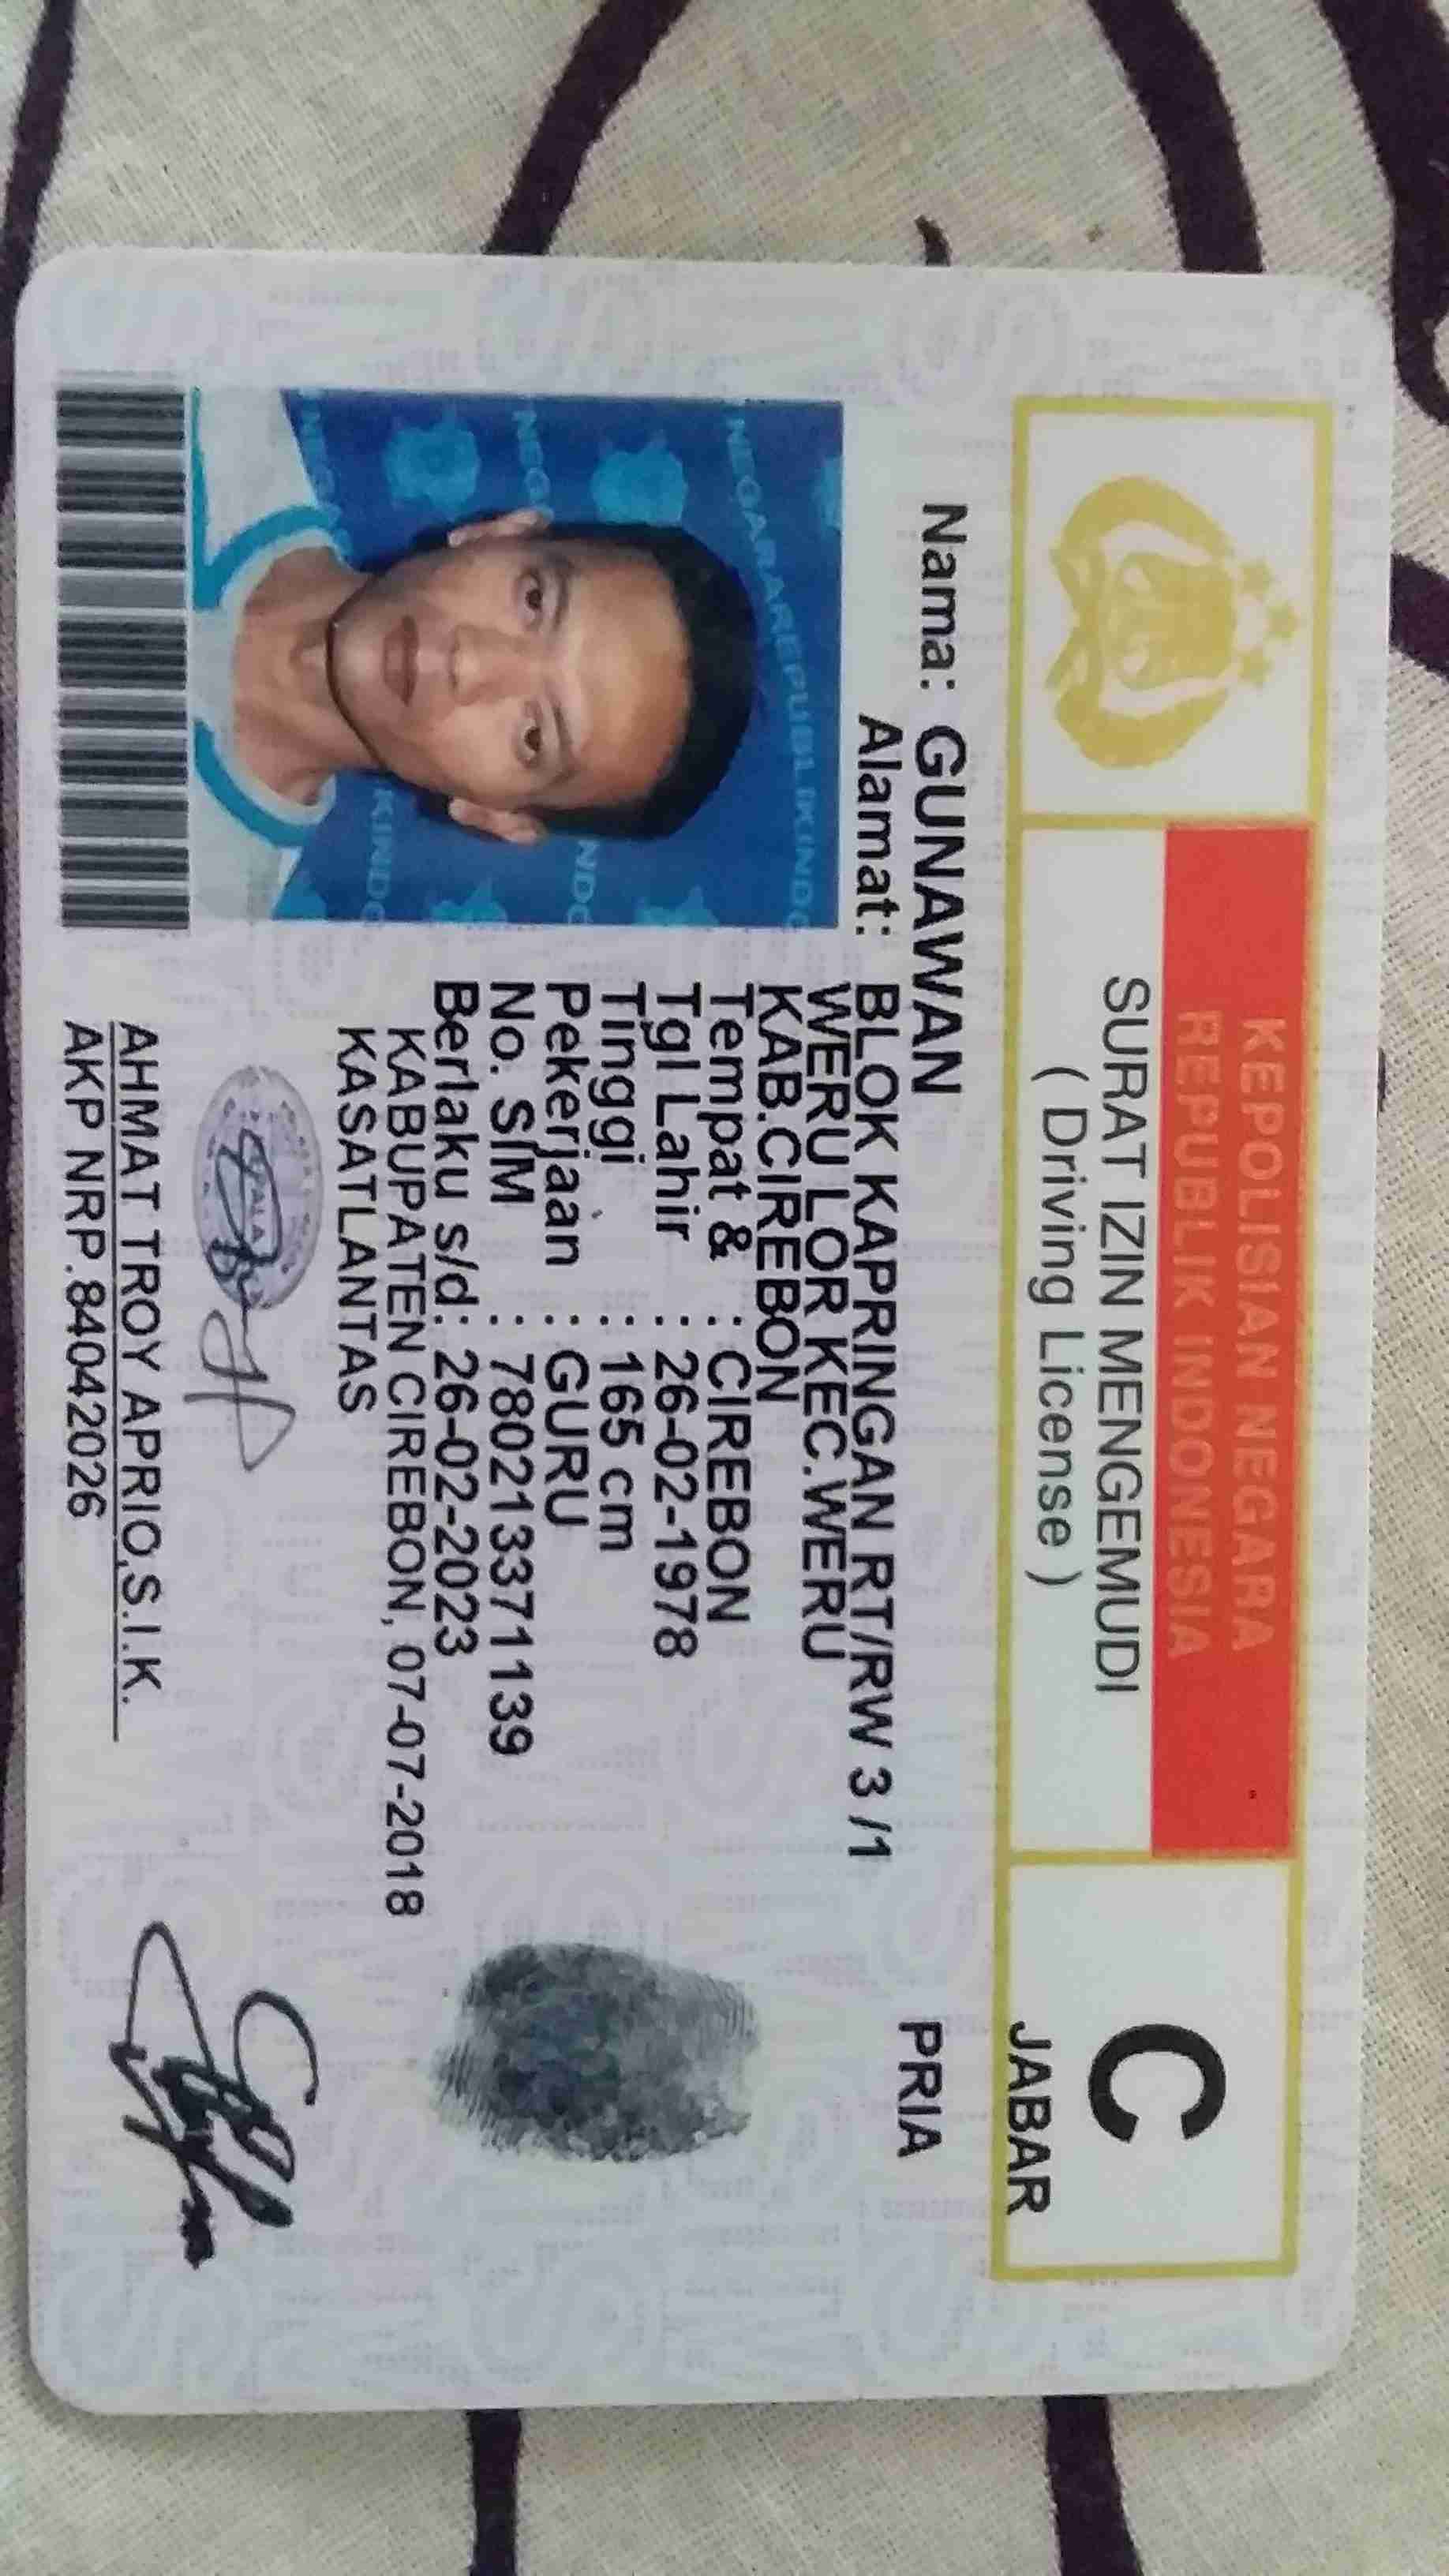 KEPOLISIAN NEGARA
REPUBLIK INDONESIA
SURAT IZIN MENGEMUDI
( Driving License )
C
JABAR
Nama: GUNAWAN
PRIA
Alamat: BLOK KAPRINGAN RT/RW 3 /1
WERU LOR KEC.WERU
KAB.CIREBON
Tempat & : CIREBON
Tgl Lahir : 26-02-1978
Tinggi : 165 cm
Pekerjaan : GURU
No. SIM : 780213371139
Berlaku s/d: 26-02-2023
KABUPATEN CIREBON, 07-07-2018
KASATLANTAS
AHMAT TROY APRIO,S.I.K.
AKP NRP.84042026